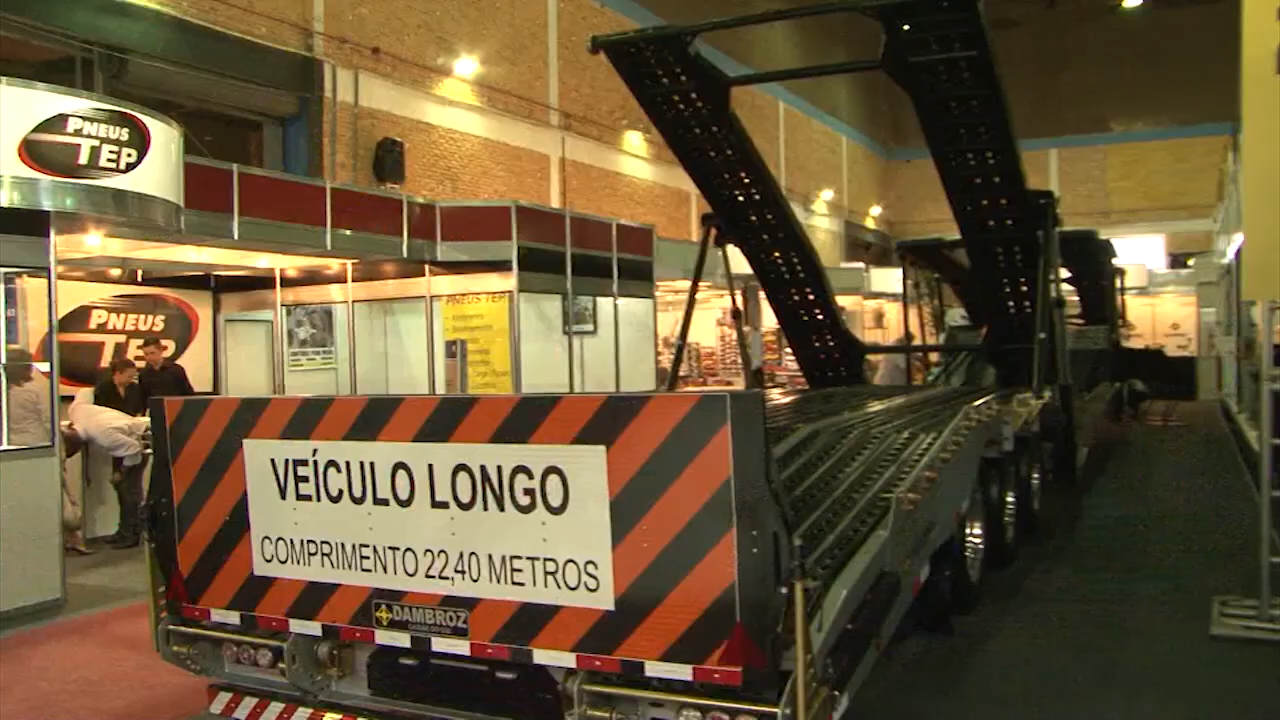 PNEUS
TEP
PNEUS
TEP
PNEUS TEP
VEÍCULO LONGO
COMPRIMENTO 22,40 METROS
DAMBROZ